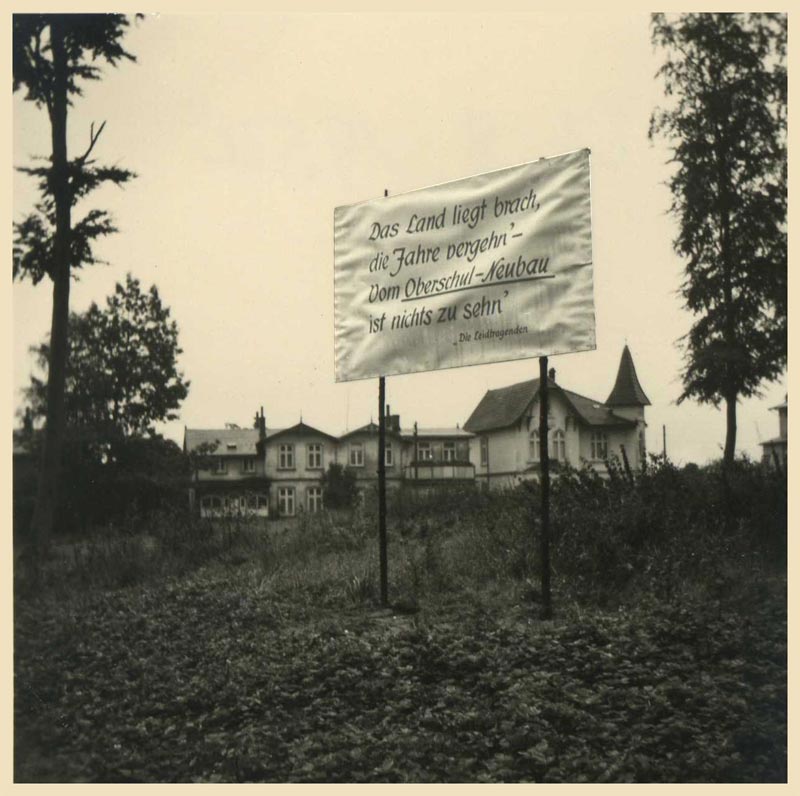 Das Land liegt brach,
die Jahre vergehn'–
Vom Oberschul-Neubau
ist nichts zu sehn'
„Die Leidtragenden